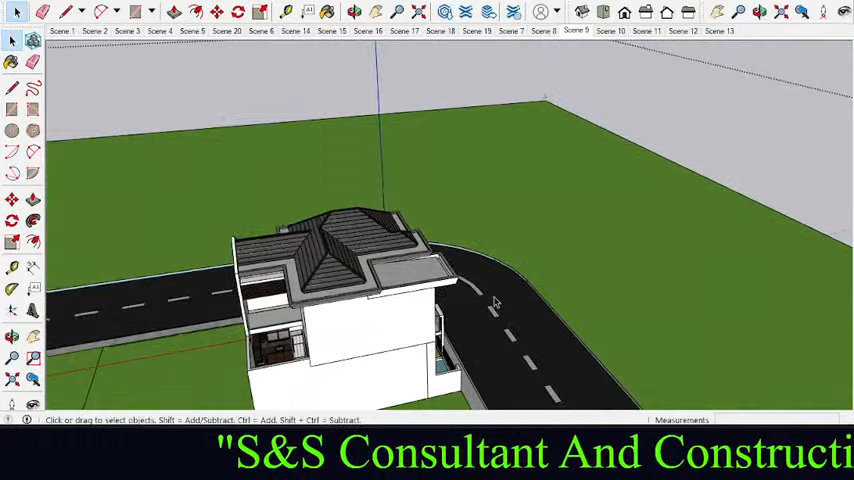 Scene 1 Scene 2 Scene 3 Scene 4 Scene 5 Scene 20 Scene 6 Scene 14 Scene 15 Scene 16 Scene 17 Scene 18 Scene 19 Scene 7 Scene 8 Scene 9 Scene 10 Scene 11 Scene 12 Scene 13
Click or drag to select objects. Shift = Add/Subtract. Ctrl = Add. Shift + Ctrl = Subtract. Measurements
"S&S Consultant And Constructi